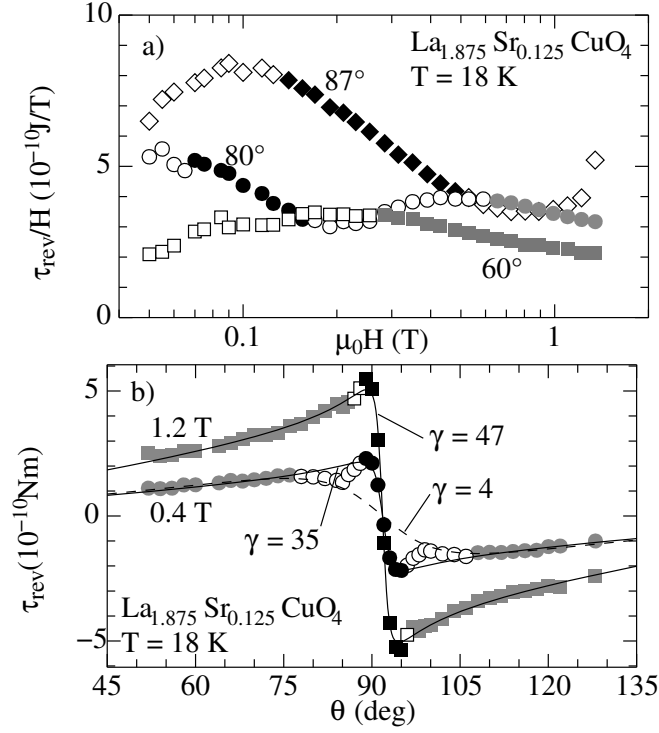 a)
La1.875 Sr0.125 CuO4
T = 18 K
87°
80°
60°
10
5
0
τrev/H (10−10J/T)
0.1
1
μ0H (T)
b)
5
0
−5
τrev(10−10Nm)
1.2 T
0.4 T
γ = 47
γ = 4
γ = 35
La1.875 Sr0.125 CuO4
T = 18 K
45 60 75 90 105 120 135
θ (deg)